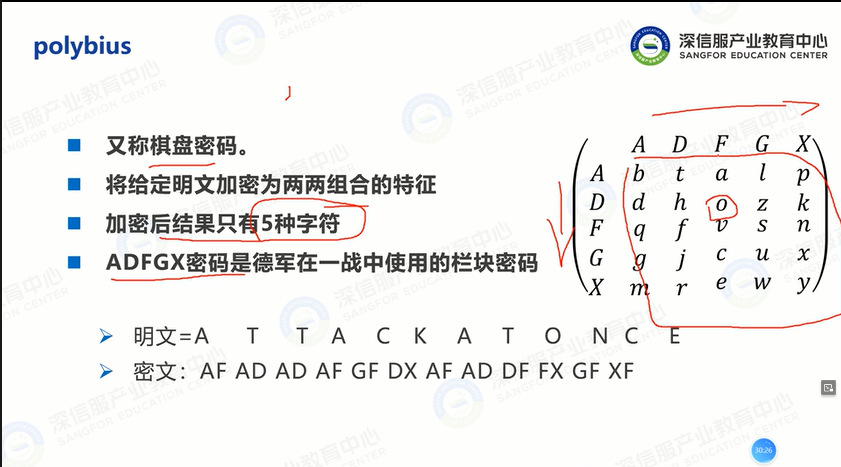 polybius
深信服产业教育中心
SANGFOR EDUCATION CENTER
又称棋盘密码。
将给定明文加密为两两组合的特征
加密后结果只有5种字符
ADFGX密码是德军在一战中使用的栏块密码
A D F G X
A b t a l p
D d h o z k
F q f v s n
G g j c u x
X m r e w y
明文=A T T A C K A T O N C E
密文: AF AD AD AF GF DX AF AD DF FX GF XF
30:26